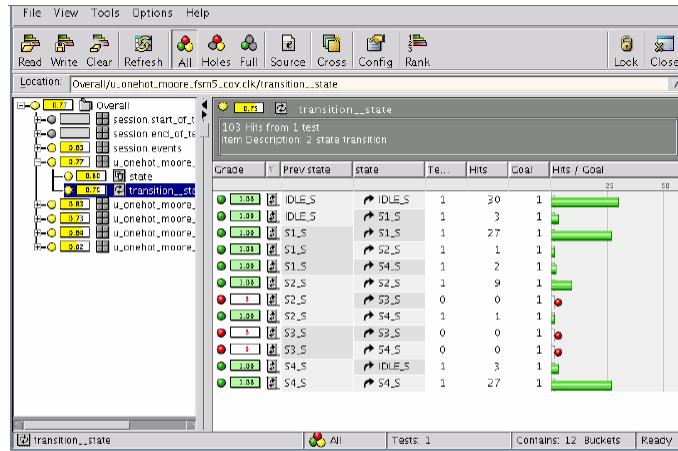 File View Tools Options Help
Read Write Clear Refresh All Holes Full Source Cross Config Rank Lock Close
Location: Overall/u_onehot_moore_fsm5_cov.clk/transition__state
0.77 Overall
session.start_of_t
session.end_of_te
0.83 session.events
0.77 u_onehot_moore_
0.80 state
0.75 transition__sta
0.83 u_onehot_moore_
0.73 u_onehot_moore_
0.84 u_onehot_moore_
0.62 u_onehot_moore_
0.75 transition__state
103 Hits from 1 test
Item Description: 2 state transition
Grade Prev state state Te... Hits Goal Hits / Goal
25 50
1.00 IDLE_S IDLE_S 1 30 1
1.00 IDLE_S S1_S 1 3 1
1.00 S1_S S1_S 1 27 1
1.00 S1_S S2_S 1 1 1
1.00 S1_S S4_S 1 2 1
1.00 S2_S S2_S 1 9 1
0 S2_S S3_S 0 0 1
1.00 S2_S S4_S 1 1 1
0 S3_S S3_S 0 0 1
0 S3_S S4_S 0 0 1
1.00 S4_S IDLE_S 1 3 1
1.00 S4_S S4_S 1 27 1
transition__state All Tests: 1 Contains: 12 Buckets Ready